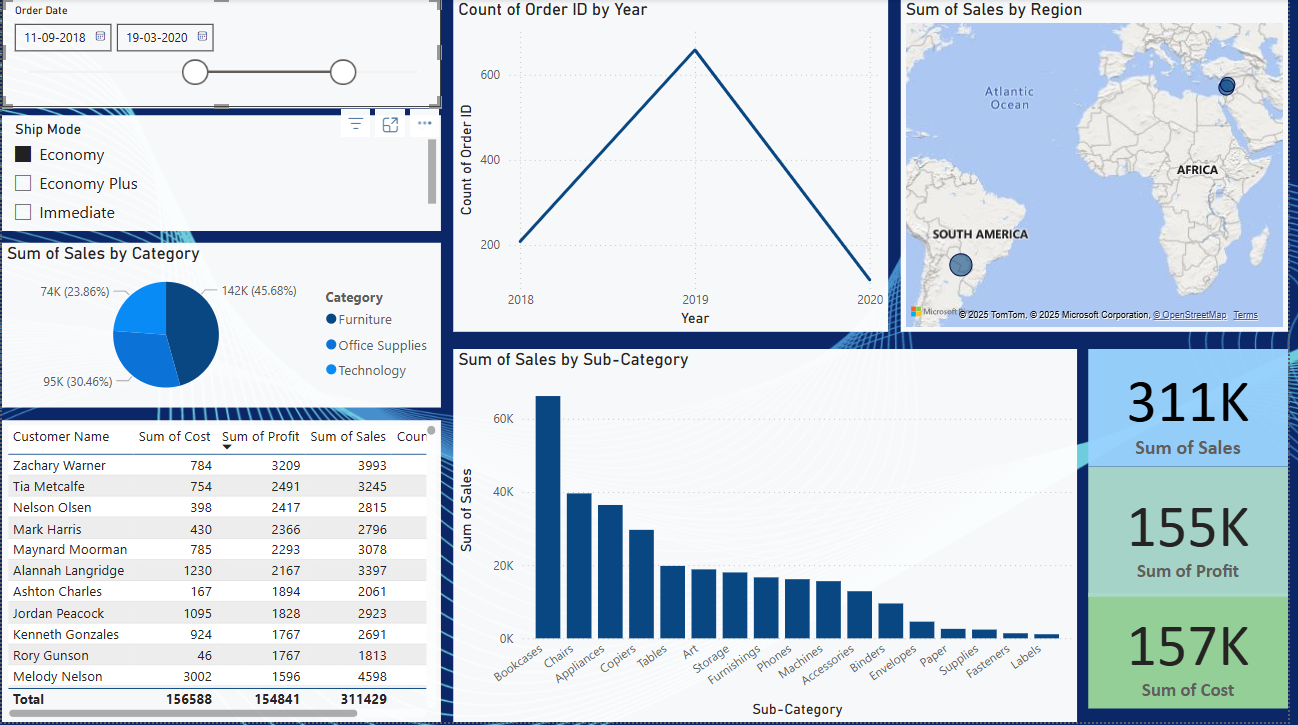 Order Date
11-09-2018 19-03-2020
Ship Mode
Economy
Economy Plus
Immediate
Sum of Sales by Category
74K (23.86%)
142K (45.68%)
95K (30.46%)
Category
Furniture
Office Supplies
Technology
Customer Name Sum of Cost Sum of Profit Sum of Sales Coun
Zachary Warner 784 3209 3993
Tia Metcalfe 754 2491 3245
Nelson Olsen 398 2417 2815
Mark Harris 430 2366 2796
Maynard Moorman 785 2293 3078
Alannah Langridge 1230 2167 3397
Ashton Charles 167 1894 2061
Jordan Peacock 1095 1828 2923
Kenneth Gonzales 924 1767 2691
Rory Gunson 46 1767 1813
Melody Nelson 3002 1596 4598
Total 156588 154841 311429
Count of Order ID by Year
Count of Order ID
600
400
200
2018 2019 2020
Year
Sum of Sales by Region
Atlantic
Ocean
AFRICA
SOUTH AMERICA
Microsoft
© 2025 TomTom, © 2025 Microsoft Corporation, © OpenStreetMap Terms
Sum of Sales by Sub-Category
Sum of Sales
60K
40K
20K
0K
Bookcases Chairs Appliances Copiers Tables Art Storage Furnishings Phones Machines Accessories Binders Envelopes Paper Supplies Fasteners Labels
Sub-Category
311K
Sum of Sales
155K
Sum of Profit
157K
Sum of Cost